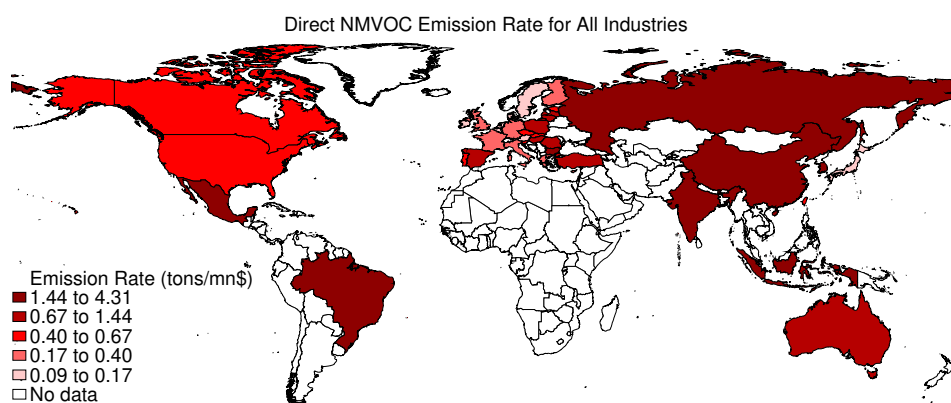 Direct NMVOC Emission Rate for All Industries
Emission Rate (tons/mn$)
1.44 to 4.31
0.67 to 1.44
0.40 to 0.67
0.17 to 0.40
0.09 to 0.17
No data